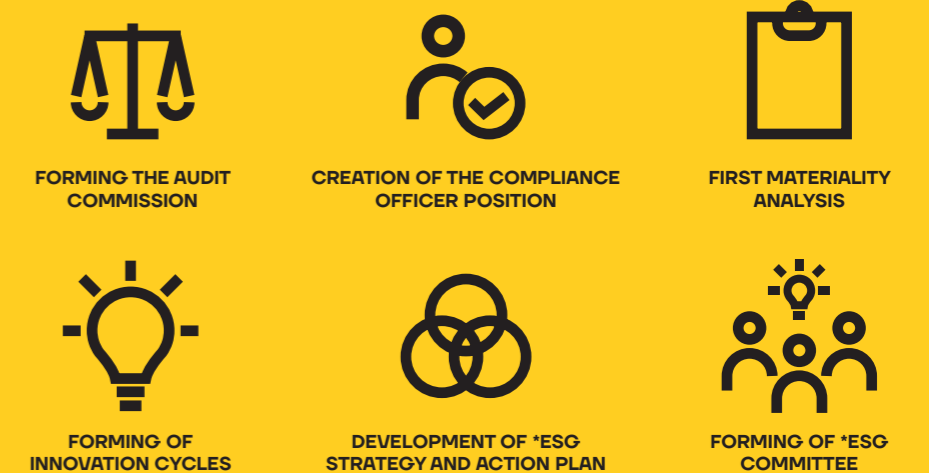 FORMING THE AUDIT
COMMISSION
CREATION OF THE COMPLIANCE
OFFICER POSITION
FIRST MATERIALITY
ANALYSIS
FORMING OF
INNOVATION CYCLES
DEVELOPMENT OF *ESG
STRATEGY AND ACTION PLAN
FORMING OF *ESG
COMMITTEE